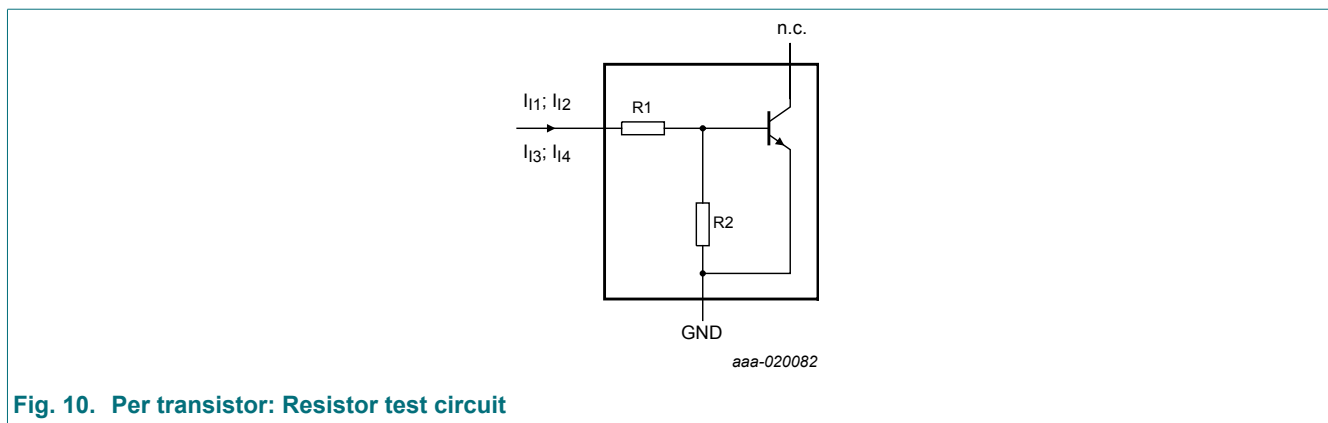 n.c.
I_I1; I_I2
R1
I_I3; I_I4
R2
GND
aaa-020082
Fig. 10. Per transistor: Resistor test circuit